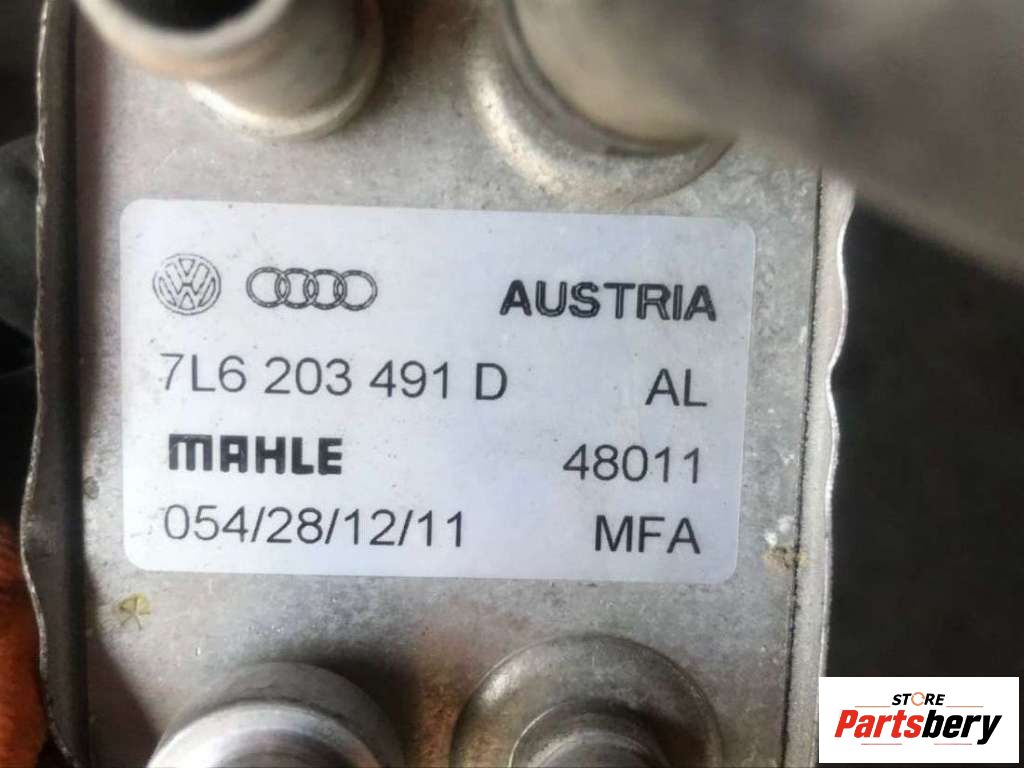 AUSTRIA
7L6 203 491 D AL
MAHLE 48011
054/28/12/11 MFA
STORE
Partsbery